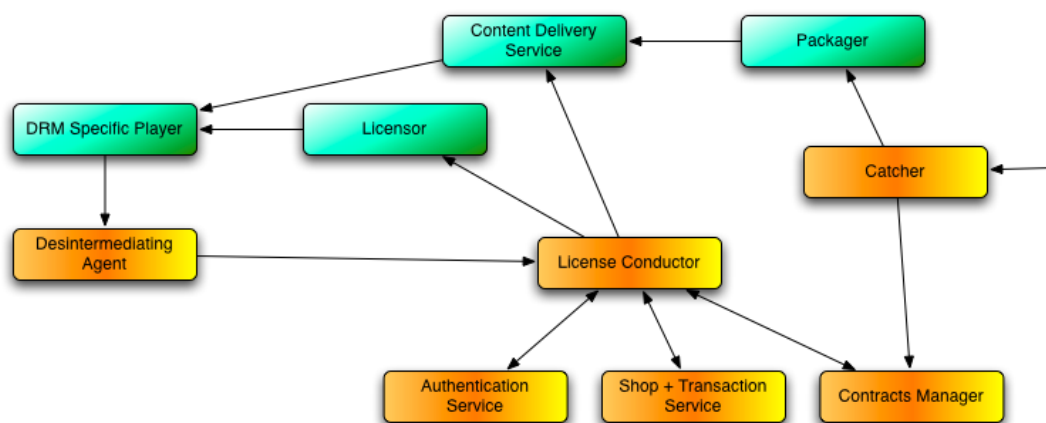 Content Delivery
Service
Packager
DRM Specific Player
Licensor
Catcher
Desintermediating
Agent
License Conductor
Authentication
Service
Shop + Transaction
Service
Contracts Manager